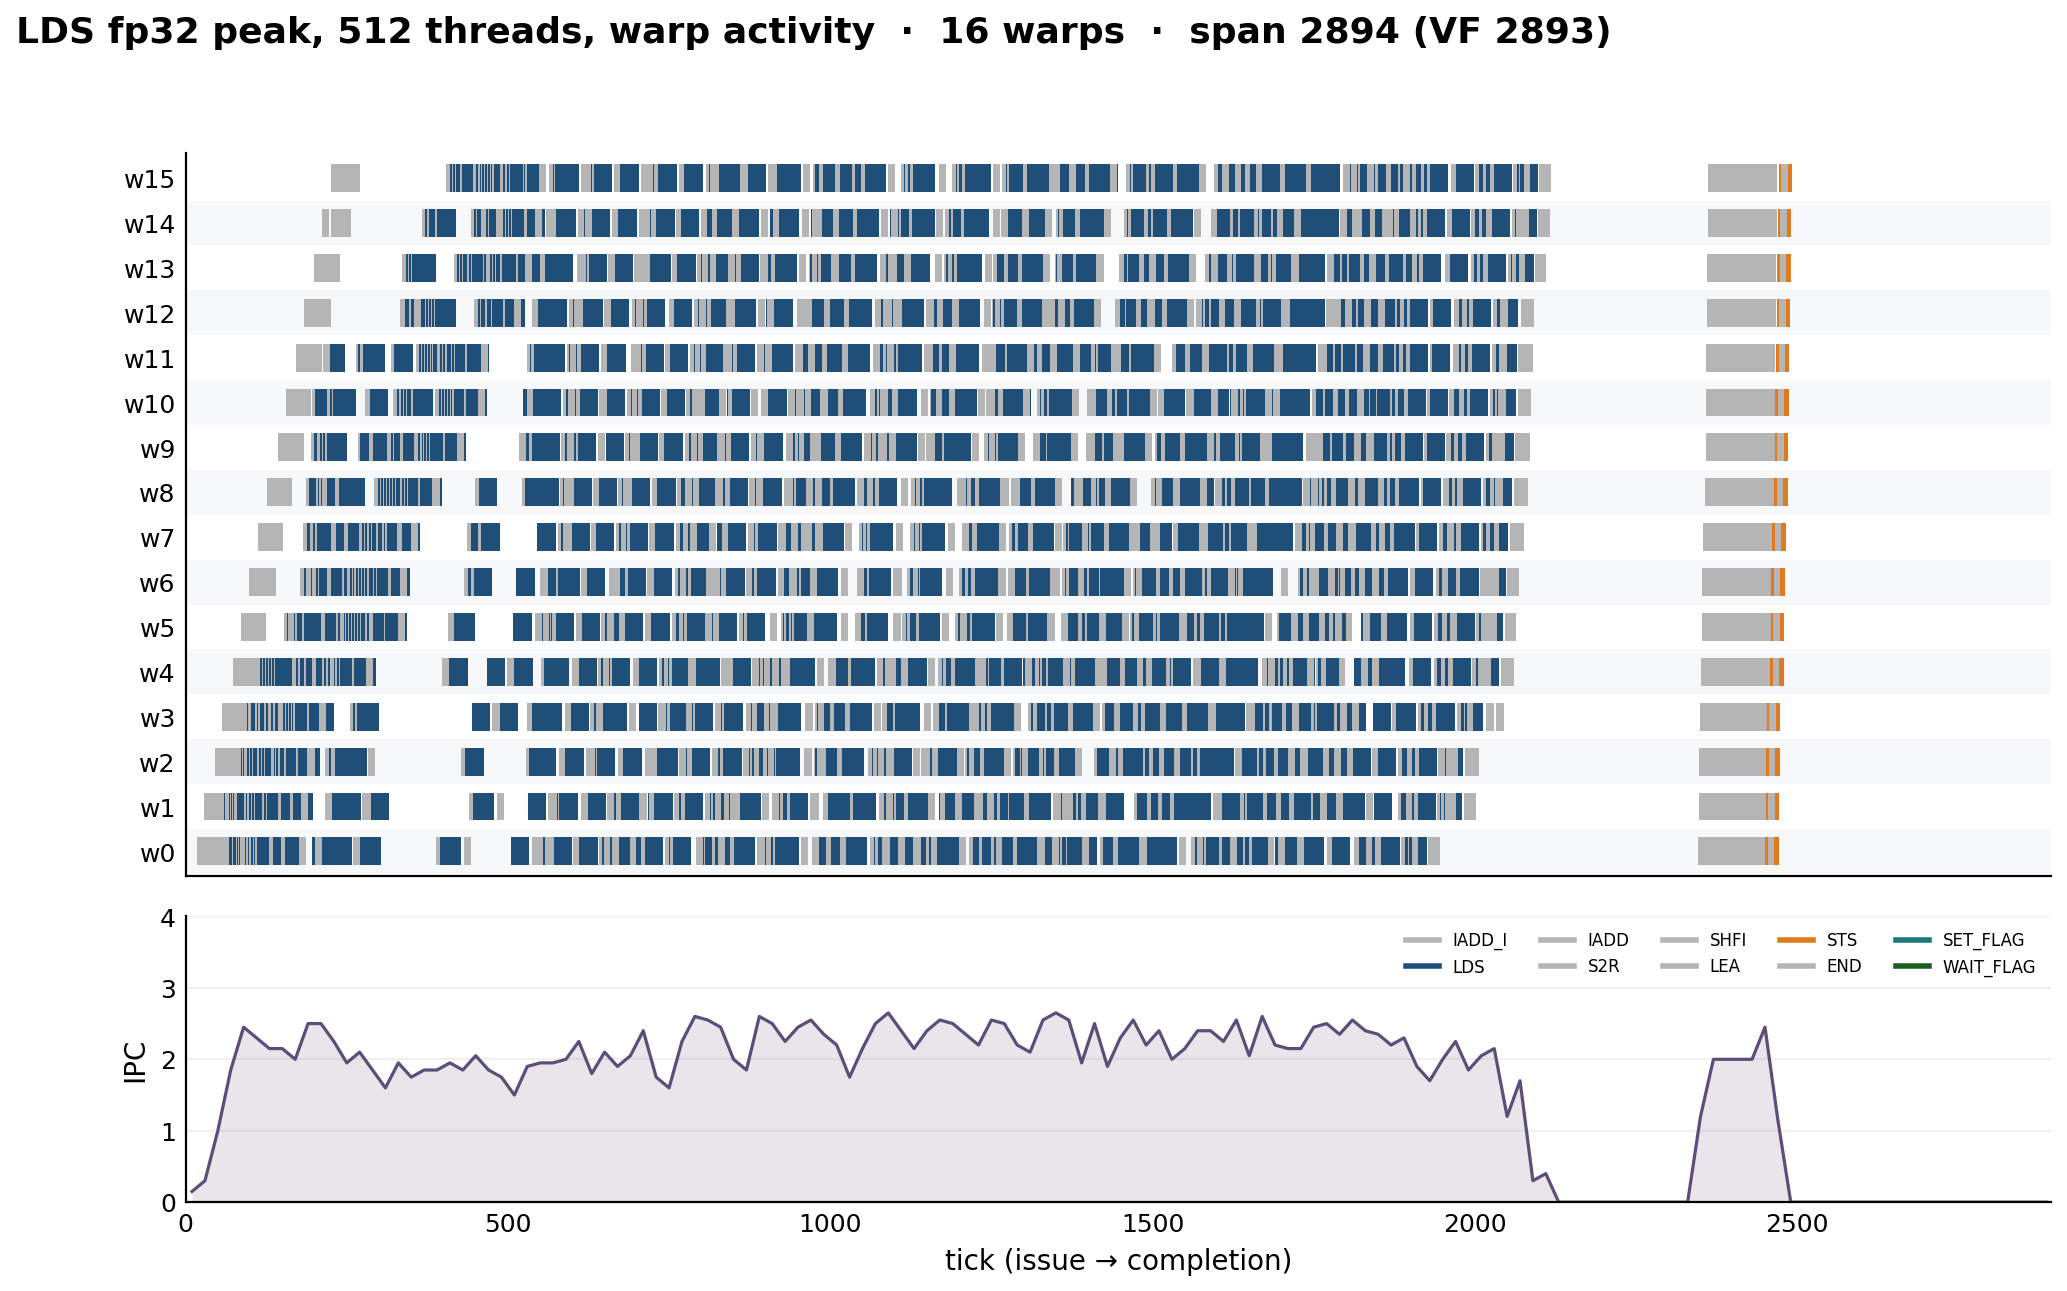 LDS fp32 peak, 512 threads, warp activity · 16 warps · span 2894 (VF 2893)
w15
w14
w13
w12
w11
w10
w9
w8
w7
w6
w5
w4
w3
w2
w1
w0
4
3
2
1
0
IPC
IADD_I IADD SHFI STS SET_FLAG
LDS S2R LEA END WAIT_FLAG
0 500 1000 1500 2000 2500
tick (issue → completion)